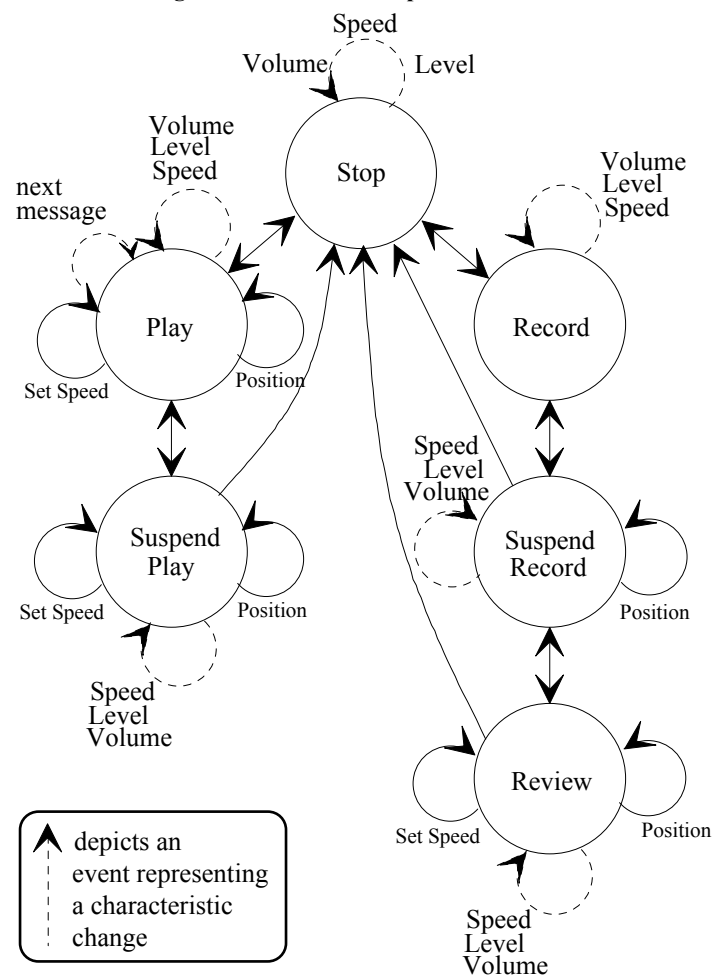 Speed
Volume
Level
Stop
Volume
Level
Speed
next
message
Volume
Level
Speed
Play
Record
Set Speed
Position
Speed
Level
Volume
Suspend
Play
Suspend
Record
Set Speed
Position
Position
Speed
Level
Volume
Review
Set Speed
Position
depicts an
event representing
a characteristic
change
Speed
Level
Volume